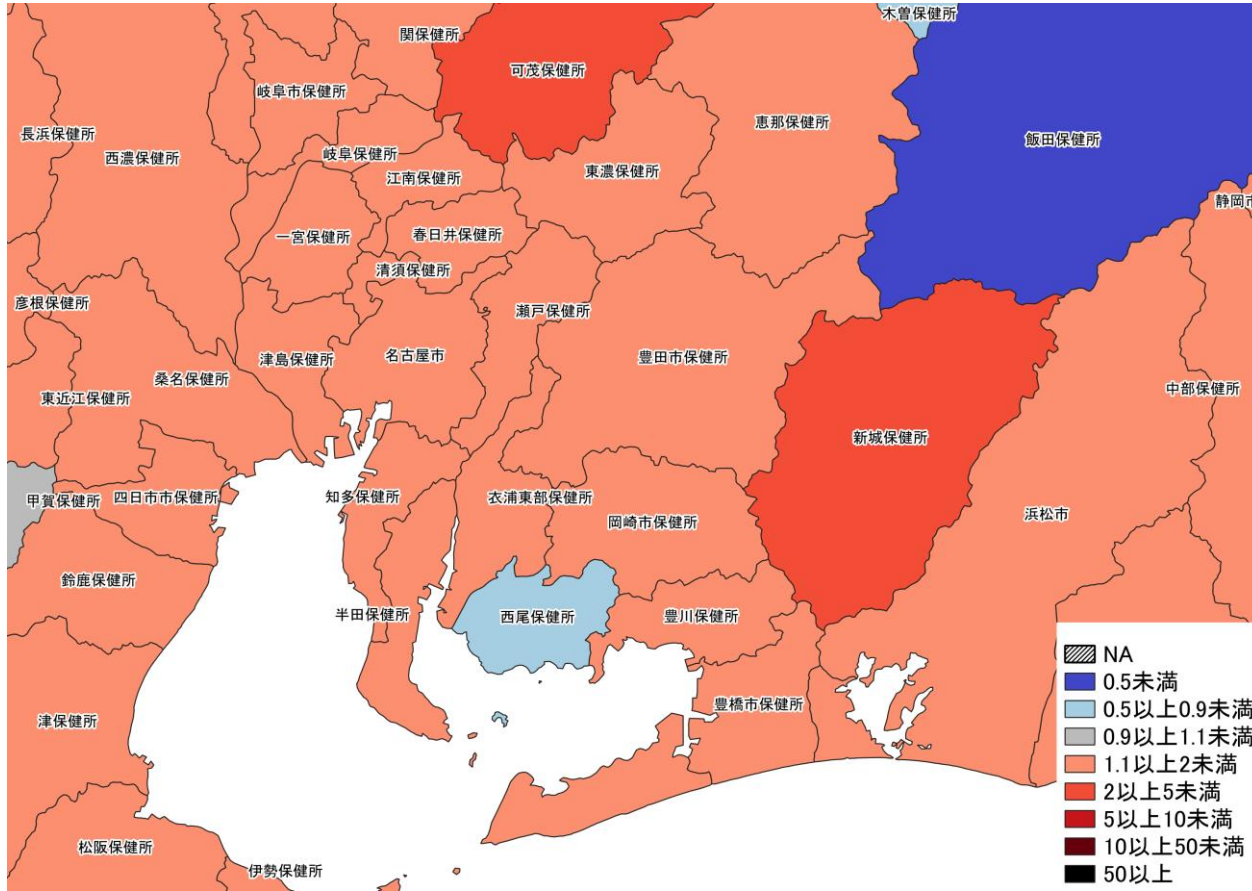 木曽保健所
関保健所
可茂保健所
岐阜市保健所
恵那保健所
長浜保健所
飯田保健所
西濃保健所
岐阜保健所
東濃保健所
江南保健所
静岡市
春日井保健所
一宮保健所
清須保健所
彦根保健所
瀬戸保健所
名古屋市
豊田市保健所
津島保健所
桑名保健所
中部保健所
東近江保健所
新城保健所
四日市市保健所
知多保健所
衣浦東部保健所
甲賀保健所
浜松市
岡崎市保健所
鈴鹿保健所
半田保健所
西尾保健所
豊川保健所
豊橋市保健所
津保健所
松阪保健所
伊勢保健所
NA
0.5未満
0.5以上0.9未満
0.9以上1.1未満
1.1以上2未満
2以上5未満
5以上10未満
10以上50未満
50以上